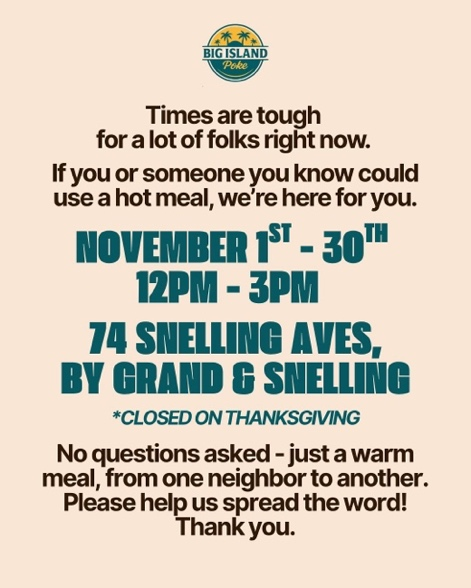 BIG ISLAND
Poke
Times are tough
for a lot of folks right now.
If you or someone you know could
use a hot meal, we're here for you.
NOVEMBER 1ST - 30TH
12PM - 3PM
74 SNELLING AVES,
BY GRAND & SNELLING
*CLOSED ON THANKSGIVING
No questions asked - just a warm
meal, from one neighbor to another.
Please help us spread the word!
Thank you.